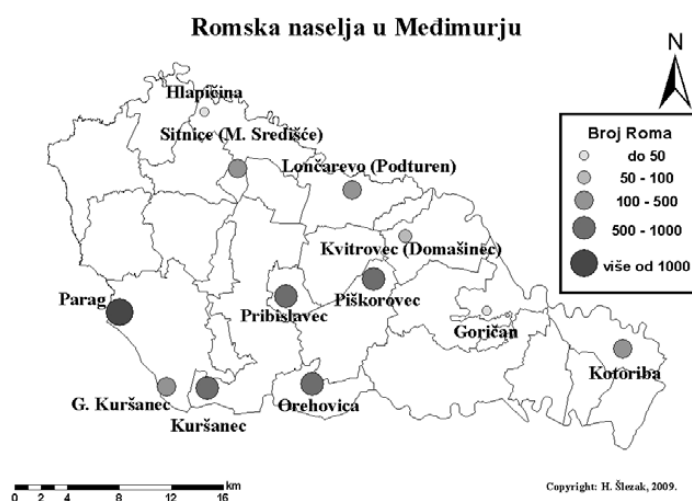 Romska naselja u Međimurju
N
Hlapičina
Sitnice (M. Središće)
Lončarevo (Podturen)
Kvitrovec (Domašinec)
Parag
Pribislavec
Piškorovec
Goričan
Kotoriba
G. Kuršanec
Kuršanec
Orehovica
Broj Roma
do 50
50 - 100
100 - 500
500 - 1000
više od 1000
km
0 2 4 8 12 16
Copyright: H. Šlezak, 2009.